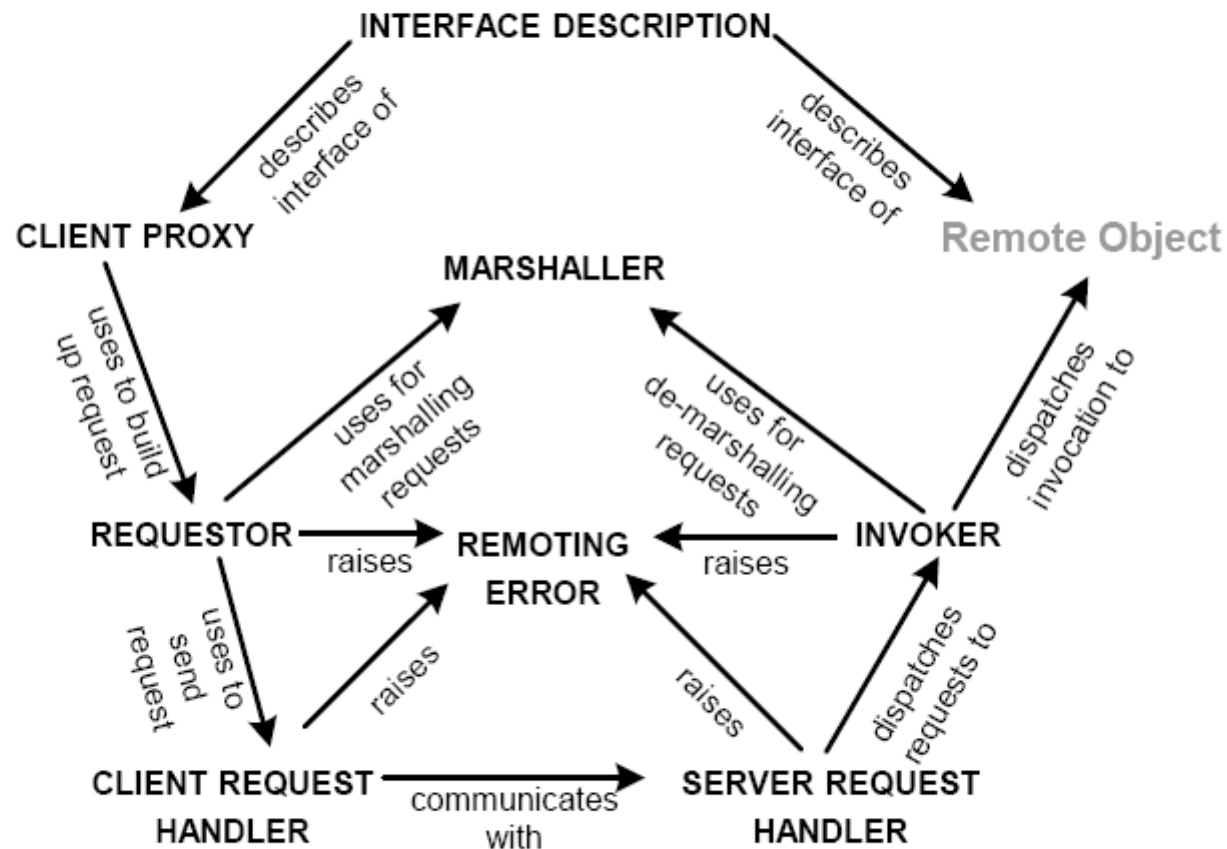 INTERFACE DESCRIPTION
describes
interface of
describes
interface of
CLIENT PROXY
Remote Object
MARSHALLER
uses to build
up request
uses for
marshalling
requests
uses for
de-marshalling
requests
dispatches
invocation to
REQUESTOR
raises
REMOTING
ERROR
raises
INVOKER
uses to
send
request
raises
raises
dispatches
requests to
CLIENT REQUEST
HANDLER
communicates
with
SERVER REQUEST
HANDLER